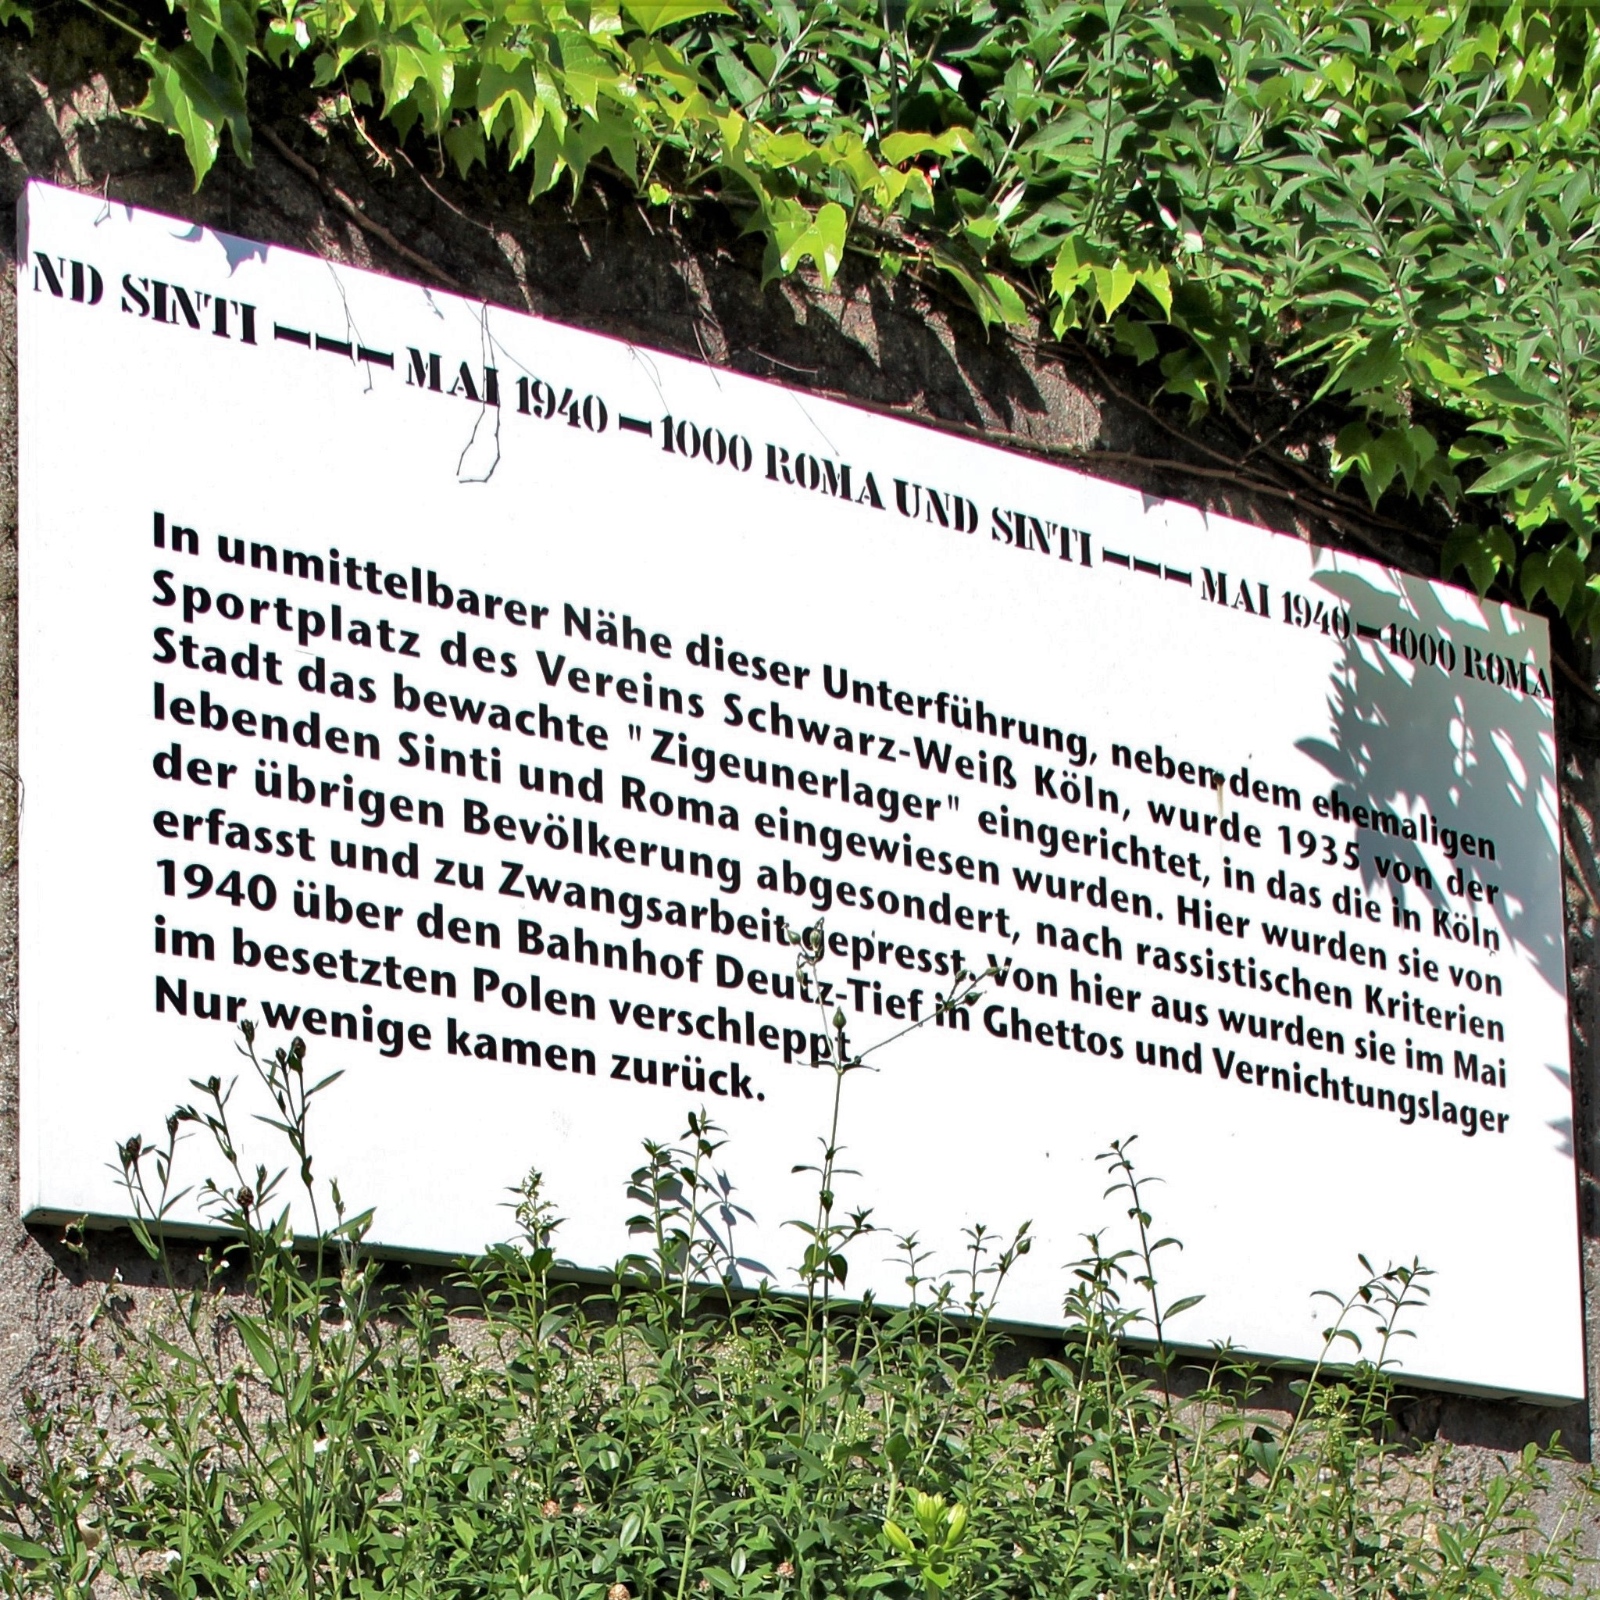 ND SINTI — — — MAI 1940 — 1000 ROMA UND SINTI — — — MAI 1940 — 1000 ROMA
In unmittelbarer Nähe dieser Unterführung, neben dem ehemaligen
Sportplatz des Vereins Schwarz-Weiß Köln, wurde 1935 von der
Stadt das bewachte "Zigeunerlager" eingerichtet, in das die in Köln
lebenden Sinti und Roma eingewiesen wurden. Hier wurden sie von
der übrigen Bevölkerung abgesondert, nach rassistischen Kriterien
erfasst und zu Zwangsarbeit gepresst. Von hier aus wurden sie im Mai
1940 über den Bahnhof Deutz-Tief in Ghettos und Vernichtungslager
im besetzten Polen verschleppt.
Nur wenige kamen zurück.